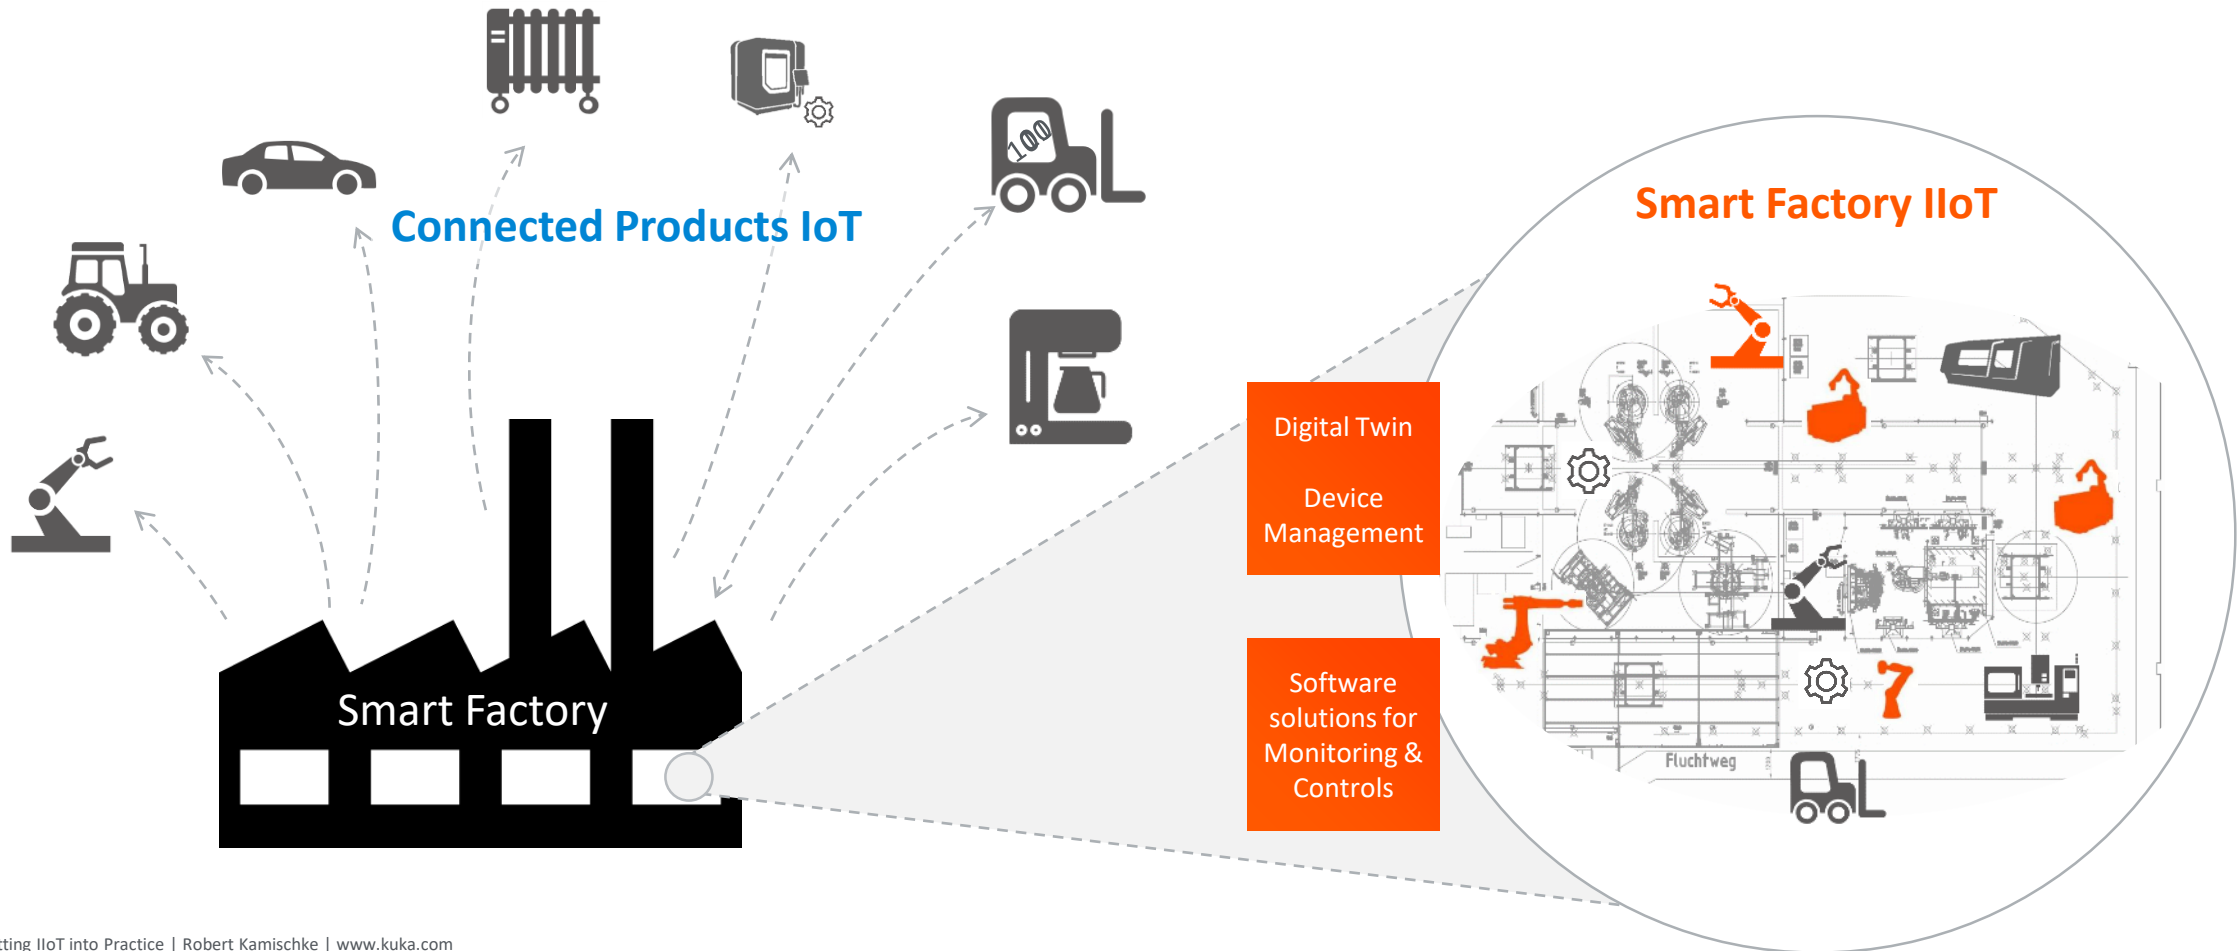 100
Connected Products IoT
Smart Factory IIoT
Digital Twin
Device
Management
Software
solutions for
Monitoring &
Controls
Smart Factory
Fluchtweg
IIoT into Practice | Robert Kamischke | www.kuka.com